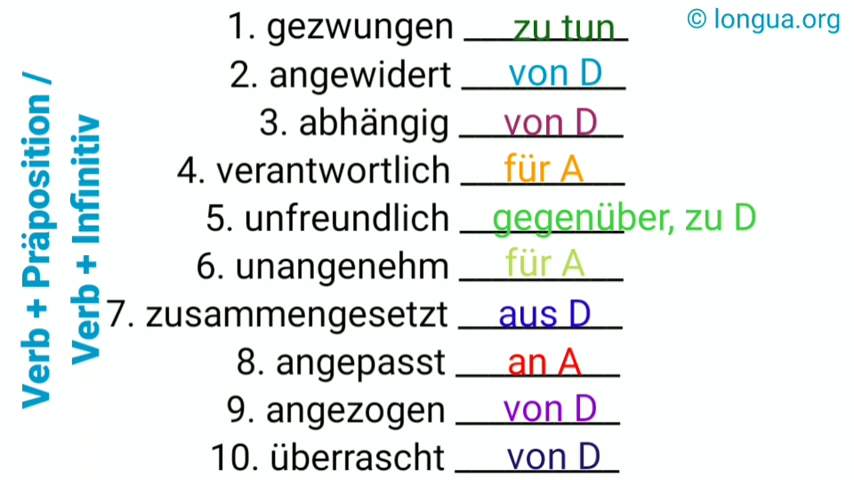 © longua.org
Verb + Präposition /
Verb + Infinitiv
1. gezwungen zu tun
2. angewidert von D
3. abhängig von D
4. verantwortlich für A
5. unfreundlich gegenüber, zu D
6. unangenehm für A
7. zusammengesetzt aus D
8. angepasst an A
9. angezogen von D
10. überrascht von D